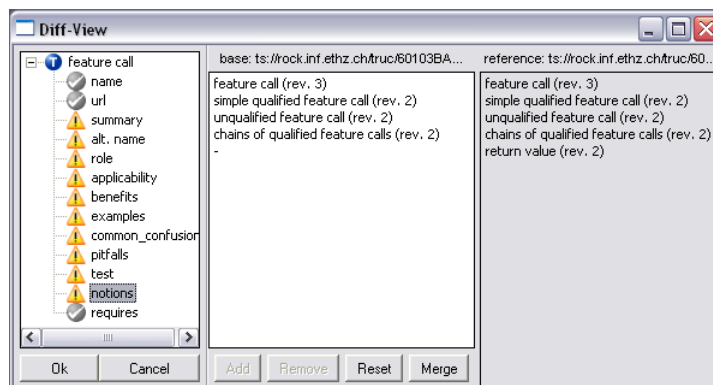 Diff-View
feature call
name
url
summary
alt. name
role
applicability
benefits
examples
common_confusion
pitfalls
test
notions
requires
Ok
Cancel
base: ts://rock.inf.ethz.ch/truc/60103BA...
feature call (rev. 3)
simple qualified feature call (rev. 2)
unqualified feature call (rev. 2)
chains of qualified feature calls (rev. 2)
-
Add
Remove
Reset
Merge
reference: ts://rock.inf.ethz.ch/truc/60...
feature call (rev. 3)
simple qualified feature call (rev. 2)
unqualified feature call (rev. 2)
chains of qualified feature calls (rev. 2)
return value (rev. 2)